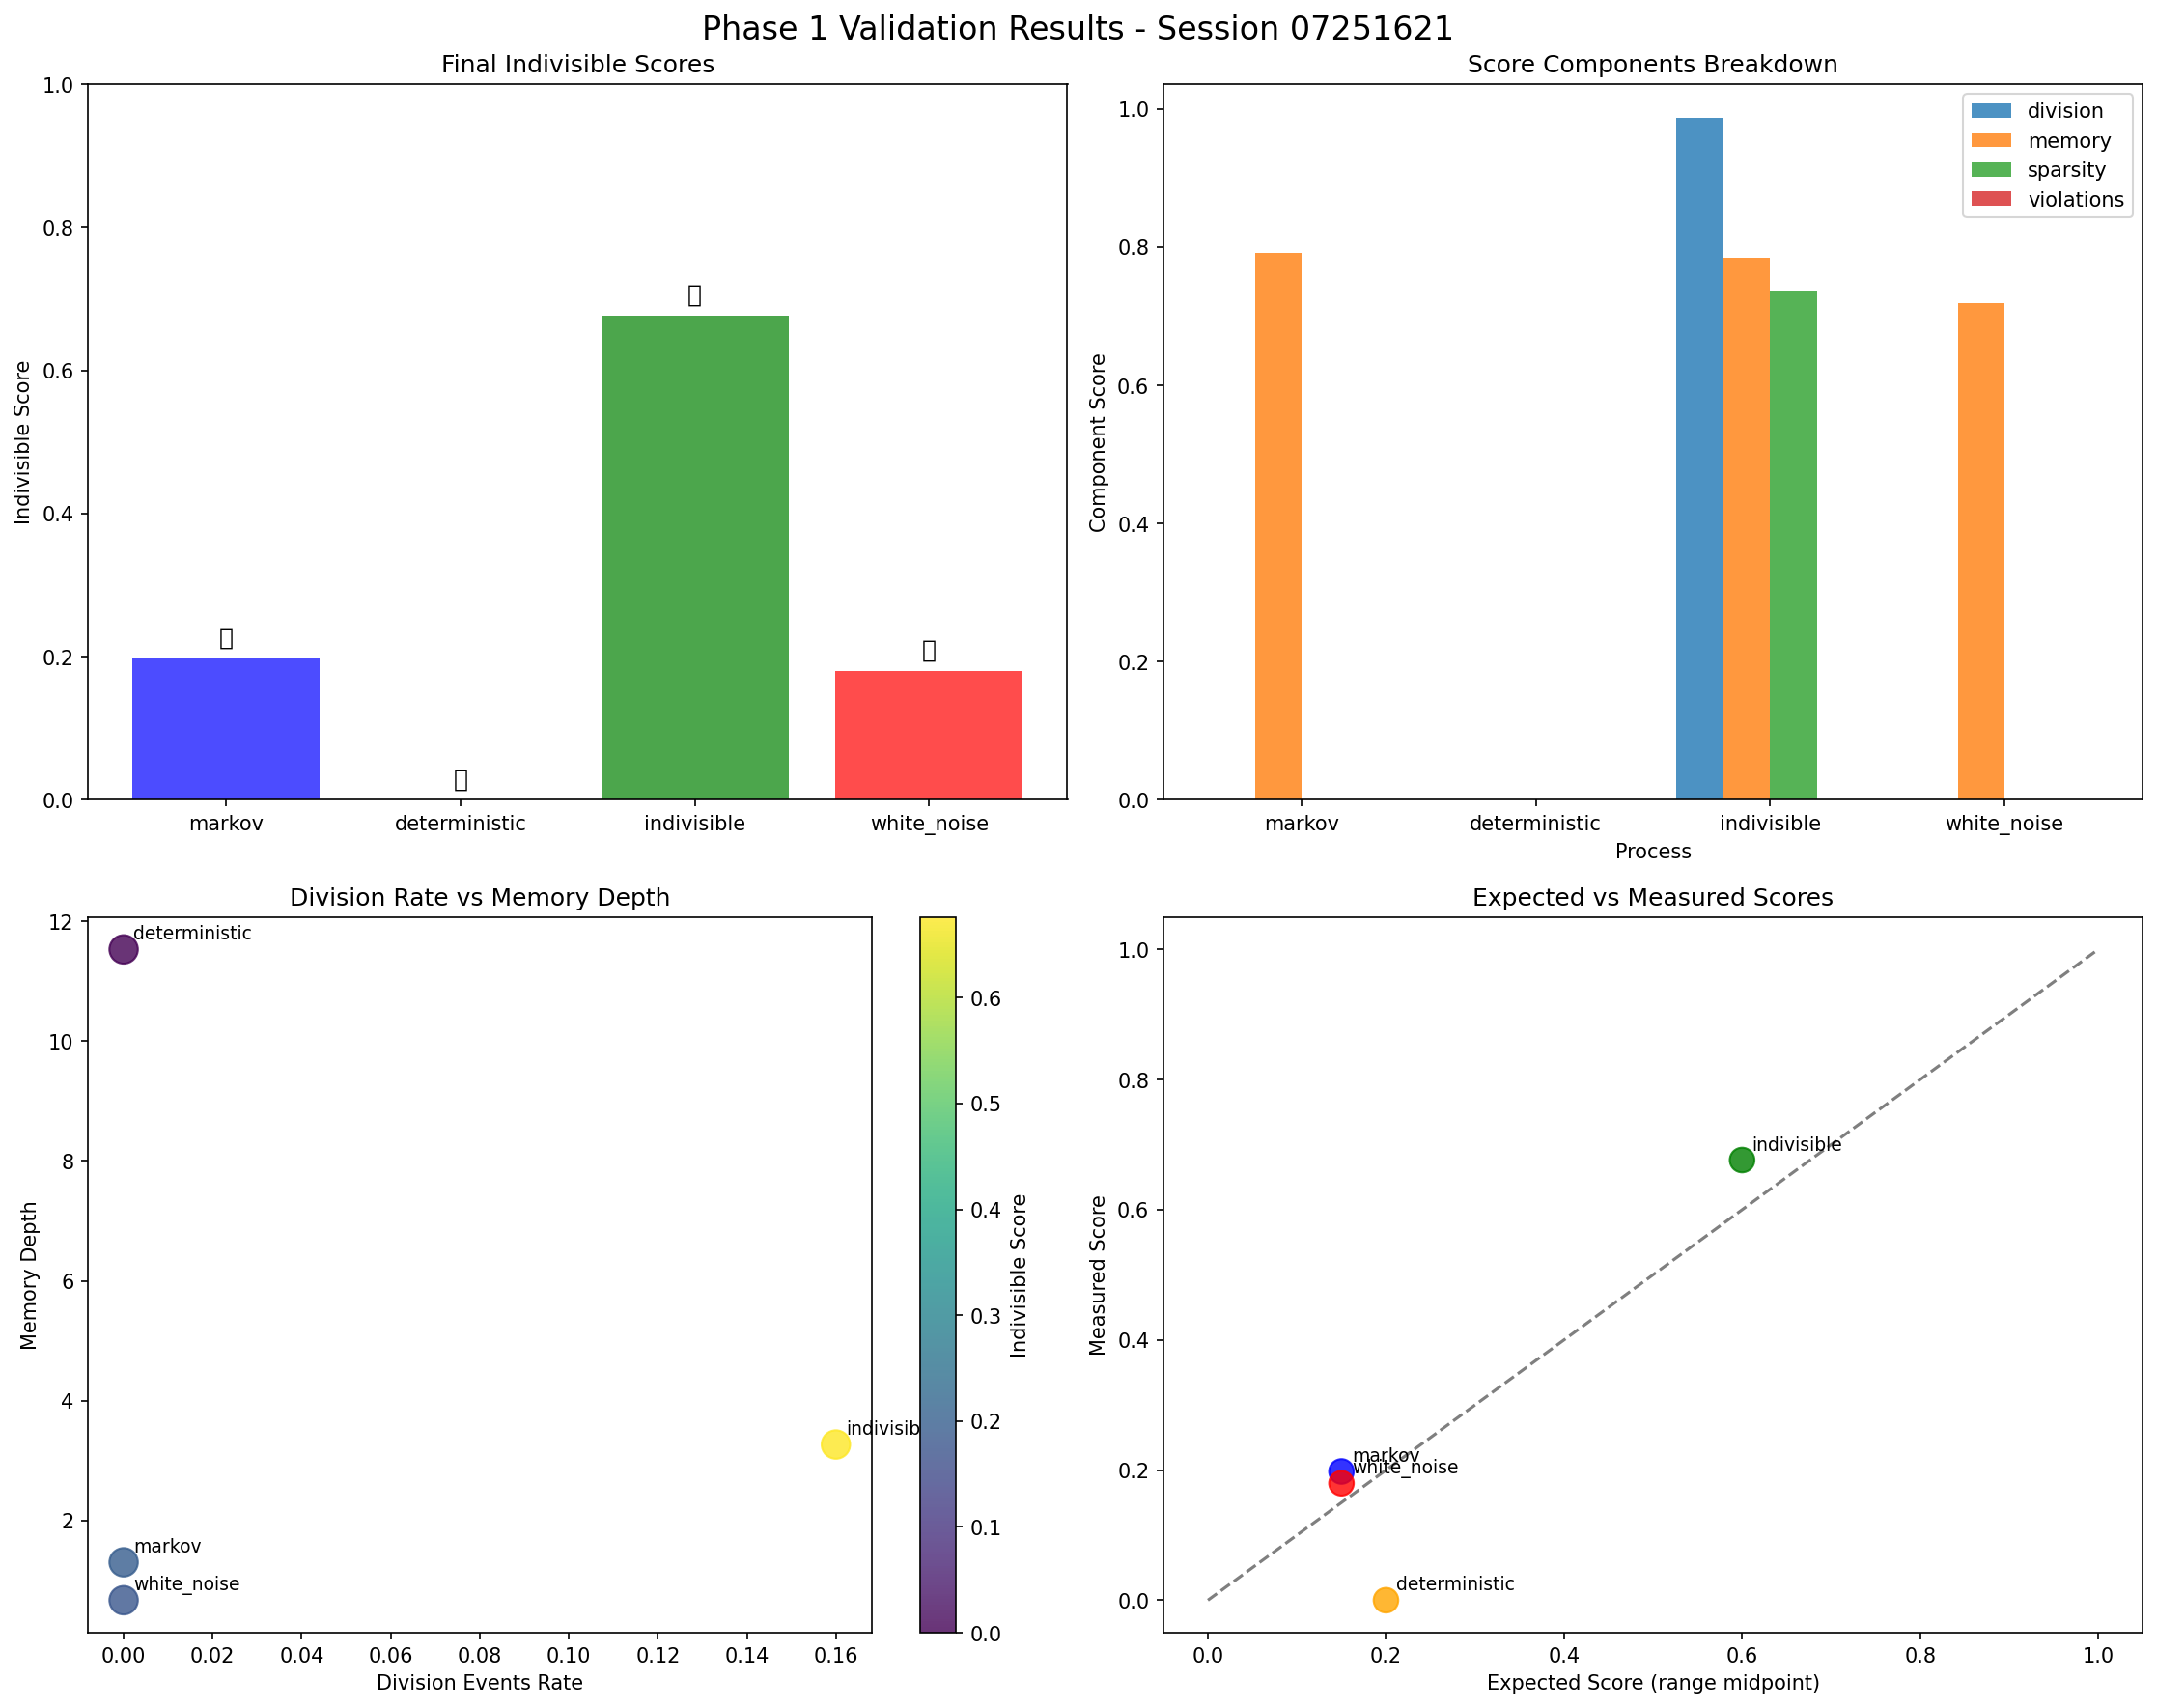 Phase 1 Validation Results - Session 07251621
Final Indivisible Scores
Indivisible Score
1.0
0.8
0.6
0.4
0.2
0.0
markov
deterministic
indivisible
white_noise
Score Components Breakdown
Component Score
1.0
0.8
0.6
0.4
0.2
0.0
division
memory
sparsity
violations
markov
deterministic
indivisible
white_noise
Process
Division Rate vs Memory Depth
Memory Depth
12
10
8
6
4
2
deterministic
indivisib
markov
white_noise
0.00
0.02
0.04
0.06
0.08
0.10
0.12
0.14
0.16
Division Events Rate
0.6
0.5
0.4
0.3
0.2
0.1
0.0
Indivisible Score
Expected vs Measured Scores
Measured Score
1.0
0.8
0.6
0.4
0.2
0.0
indivisible
markov
white_noise
deterministic
0.0
0.2
0.4
0.6
0.8
1.0
Expected Score (range midpoint)